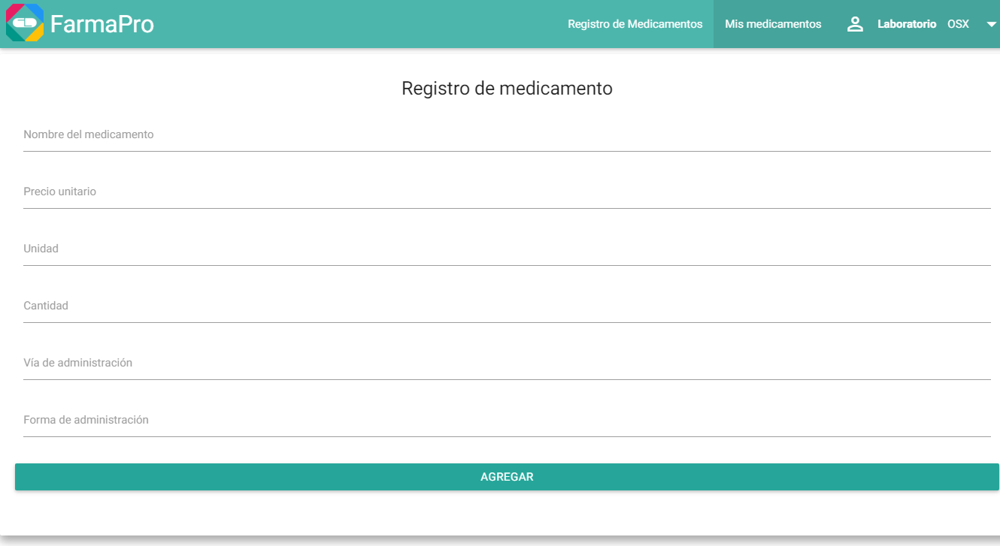 FarmaPro
Registro de Medicamentos Mis medicamentos Laboratorio OSX
Registro de medicamento
Nombre del medicamento
Precio unitario
Unidad
Cantidad
Vía de administración
Forma de administración
AGREGAR